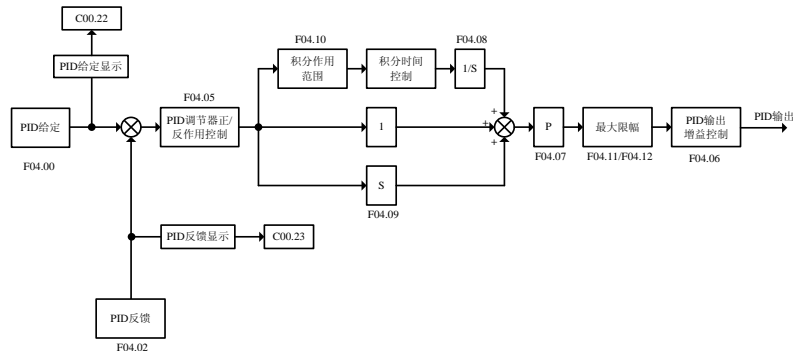 C00.22
PID给定显示
PID给定
F04.00
F04.05
PID调节器正/
反作用控制
F04.10
积分作用
范围
积分时间
控制
F04.08
1/S
1
S
F04.09
+
+
+
P
F04.07
最大限幅
F04.11/F04.12
PID输出
增益控制
F04.06
PID输出
PID反馈显示
C00.23
PID反馈
F04.02